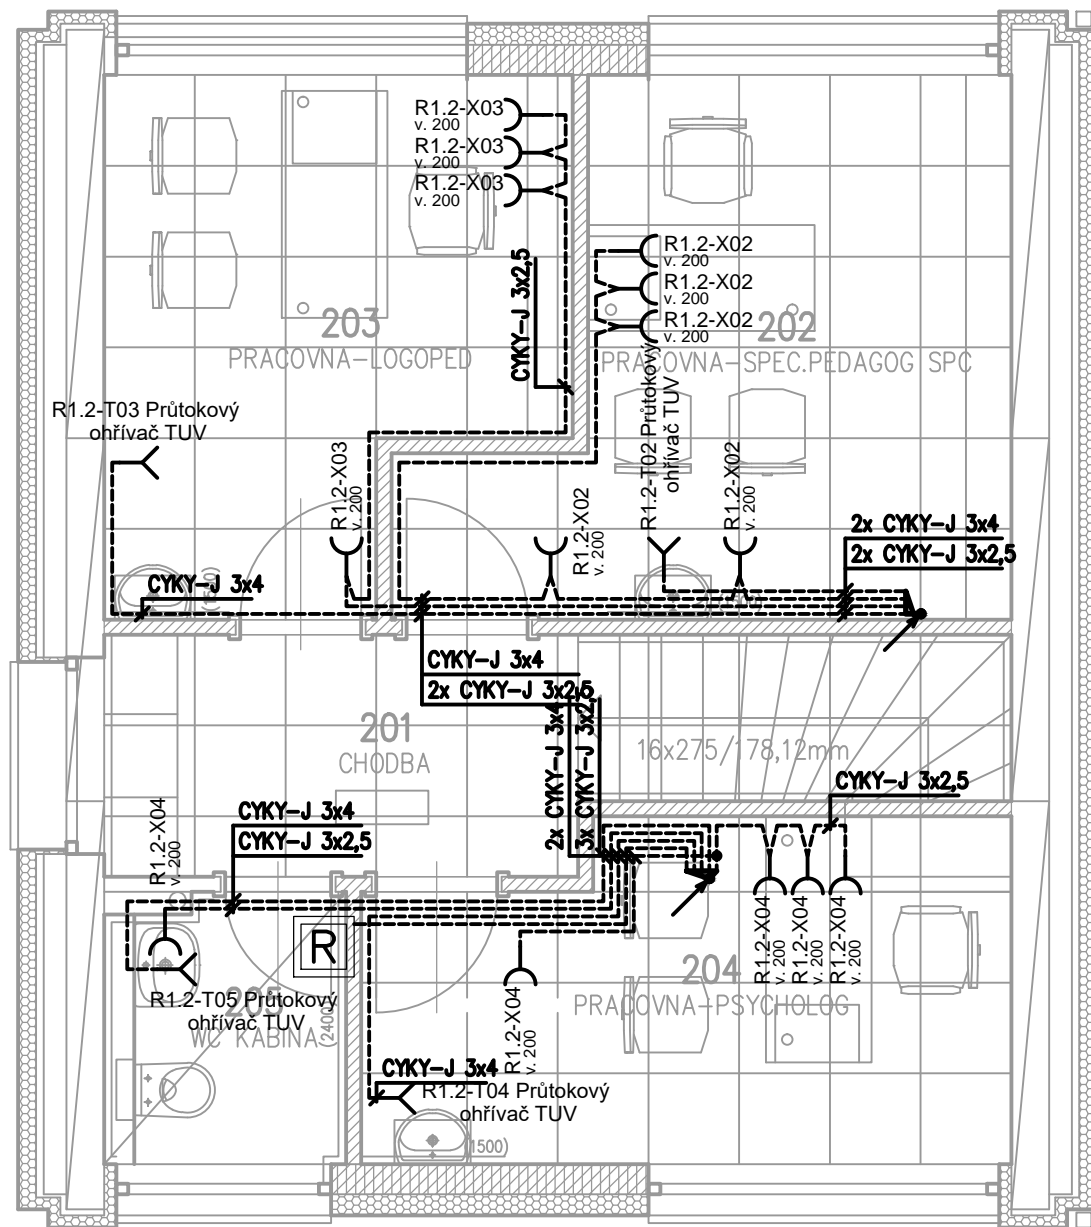 R1.2-X03
v. 200
R1.2-X03
v. 200
R1.2-X03
v. 200
R1.2-X02
v. 200
R1.2-X02
v. 200
R1.2-X02
v. 200
CYKY-J 3x2,5
203
PRACOVNA-LOGOPED
202
PRACOVNA-SPEC.PEDAGOG SPC
R1.2-T03 Průtokový
ohřívač TUV
R1.2-X03
v. 200
R1.2-X02
v. 200
R1.2-T02 Průtokový
ohřívač TUV
R1.2-X02
v. 200
2x CYKY-J 3x4
2x CYKY-J 3x2,5
CYKY-J 3x4
CYKY-J 3x4
2x CYKY-J 3x2,5
201
CHODBA
2x CYKY-J 3x4
3x CYKY-J 3x2,5
16x275/178,12mm
CYKY-J 3x2,5
R1.2-X04
v. 200
CYKY-J 3x4
CYKY-J 3x2,5
R
R1.2-X04
v. 200
R1.2-X04
v. 200
R1.2-X04
v. 200
R1.2-X04
v. 200
204
PRACOVNA-PSYCHOLOG
R1.2-T05 Průtokový
ohřívač TUV
205
WC KABINA
(2400)
CYKY-J 3x4
R1.2-T04 Průtokový
ohřívač TUV
(1500)